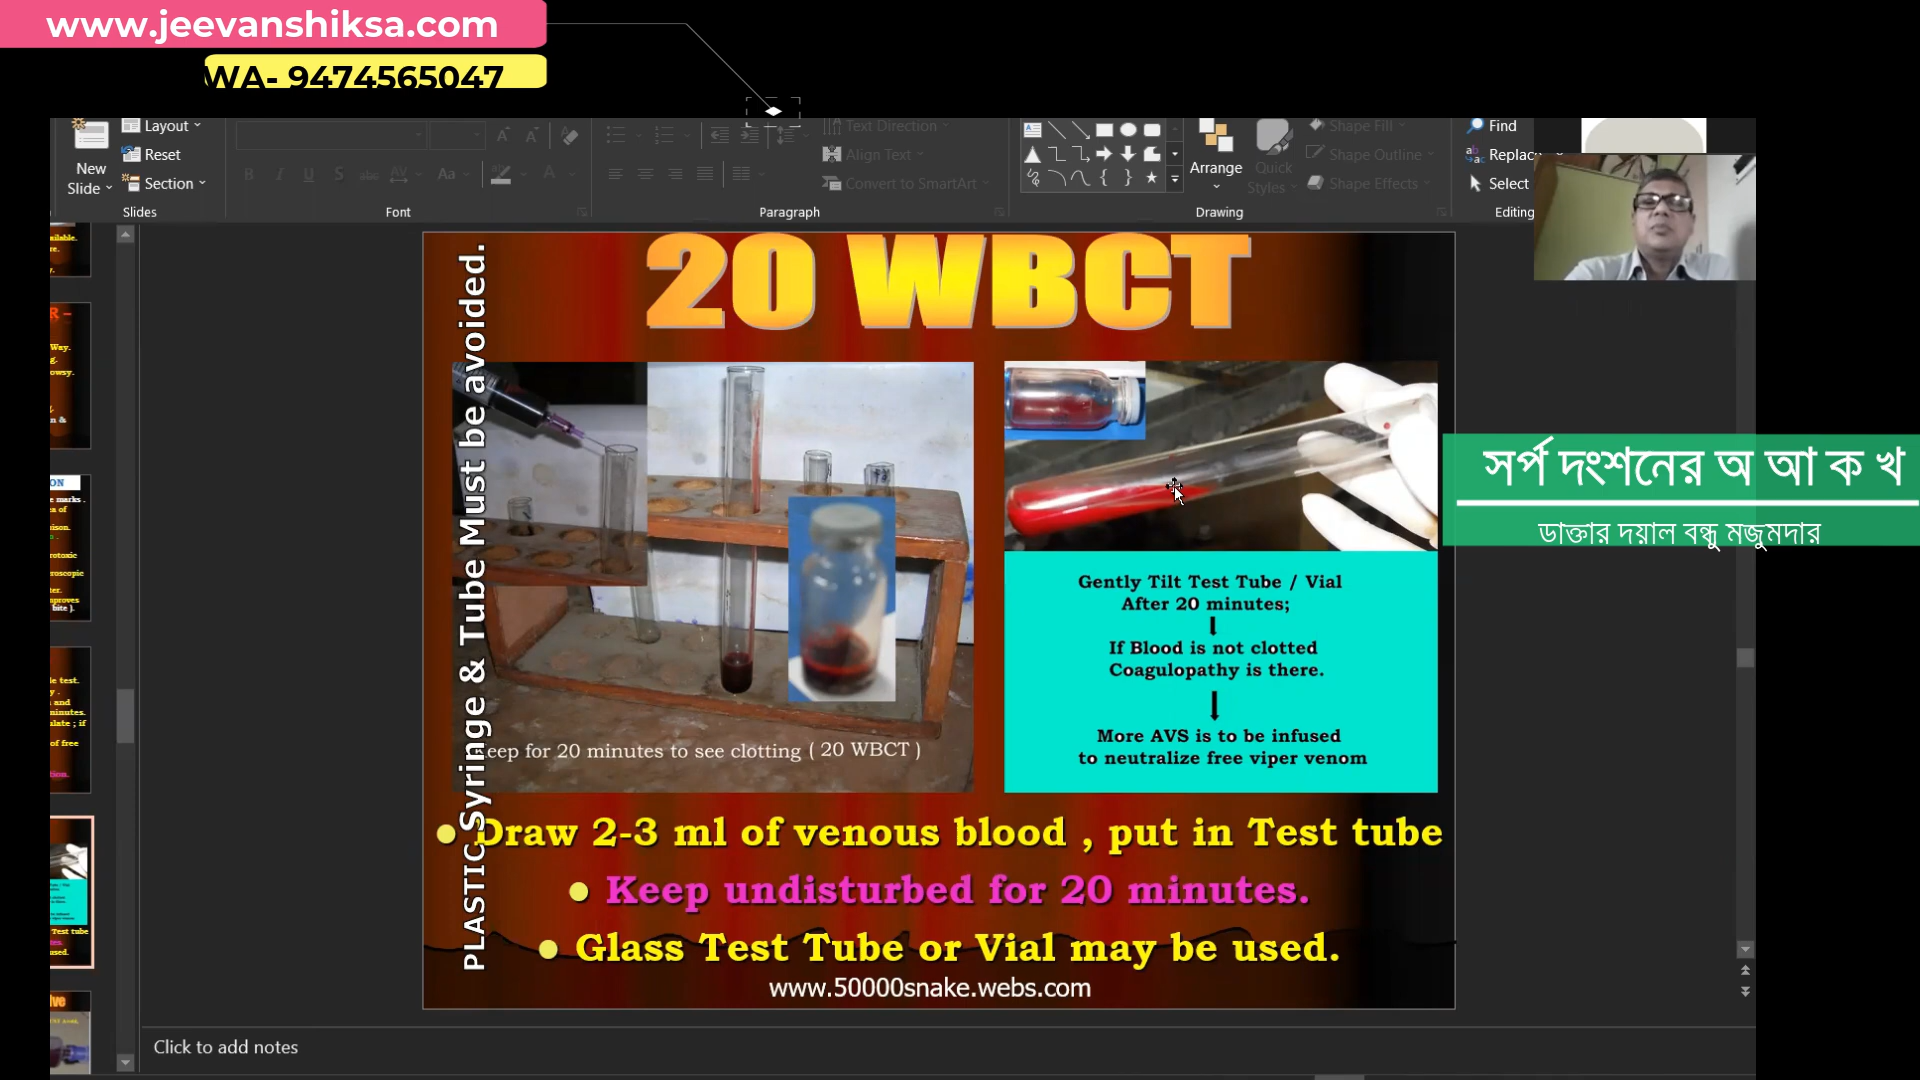 www.jeevanshiksa.com
WA- 9474565047
Layout
Reset
New
Slide
Section
Slides
Font
Text Direction
Align Text
Convert to SmartArt
Paragraph
Arrange
Quick
Styles
Shape Fill
Shape Outline
Shape Effects
Drawing
Find
Replac
Select
Editing
20 WBCT
PLASTIC Syringe & Tube Must be avoided.
eep for 20 minutes to see clotting ( 20 WBCT )
Gently Tilt Test Tube / Vial
After 20 minutes;
If Blood is not clotted
Coagulopathy is there.
More AVS is to be infused
to neutralize free viper venom
Draw 2-3 ml of venous blood , put in Test tube
Keep undisturbed for 20 minutes.
Glass Test Tube or Vial may be used.
www.50000snake.webs.com
সর্প দংশনের অ আ ক খ
ডাক্তার দয়াল বন্ধু মজুমদার
Click to add notes